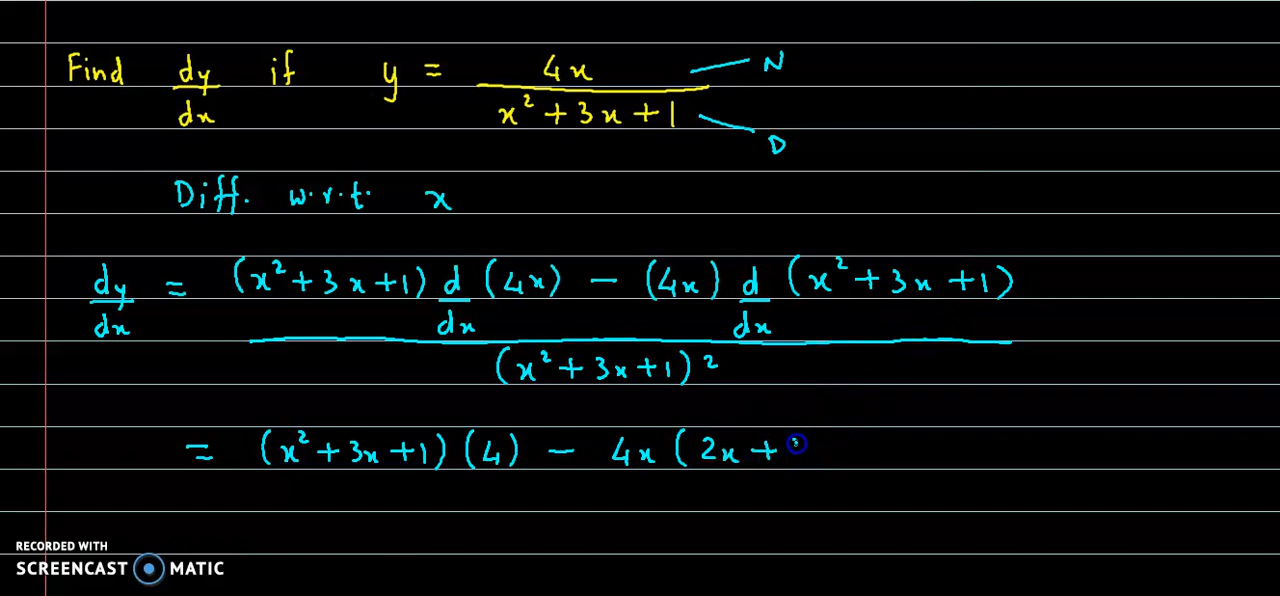 Find dy/dx if y = 4x / x² + 3x + 1
N
D
Diff. w.r.t. x
dy/dx = (x² + 3x + 1) d/dx (4x) − (4x) d/dx (x² + 3x + 1) / (x² + 3x + 1)²
= (x² + 3x + 1) (4) − 4x (2x +
RECORDED WITH
SCREENCAST MATIC